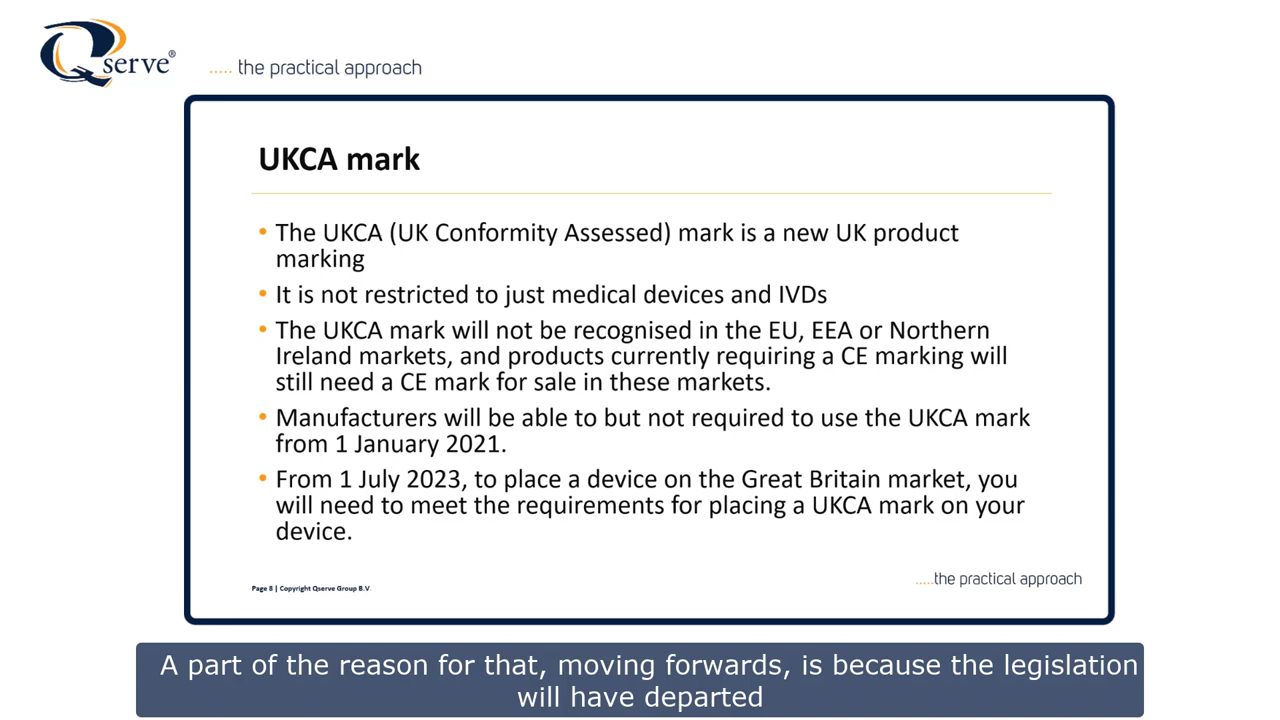 Qserve®
..... the practical approach
UKCA mark
• The UKCA (UK Conformity Assessed) mark is a new UK product
marking
• It is not restricted to just medical devices and IVDs
• The UKCA mark will not be recognised in the EU, EEA or Northern
Ireland markets, and products currently requiring a CE marking will
still need a CE mark for sale in these markets.
• Manufacturers will be able to but not required to use the UKCA mark
from 1 January 2021.
• From 1 July 2023, to place a device on the Great Britain market, you
will need to meet the requirements for placing a UKCA mark on your
device.
Page 8 | Copyright Qserve Group B.V.
.....the practical approach
A part of the reason for that, moving forwards, is because the legislation
will have departed